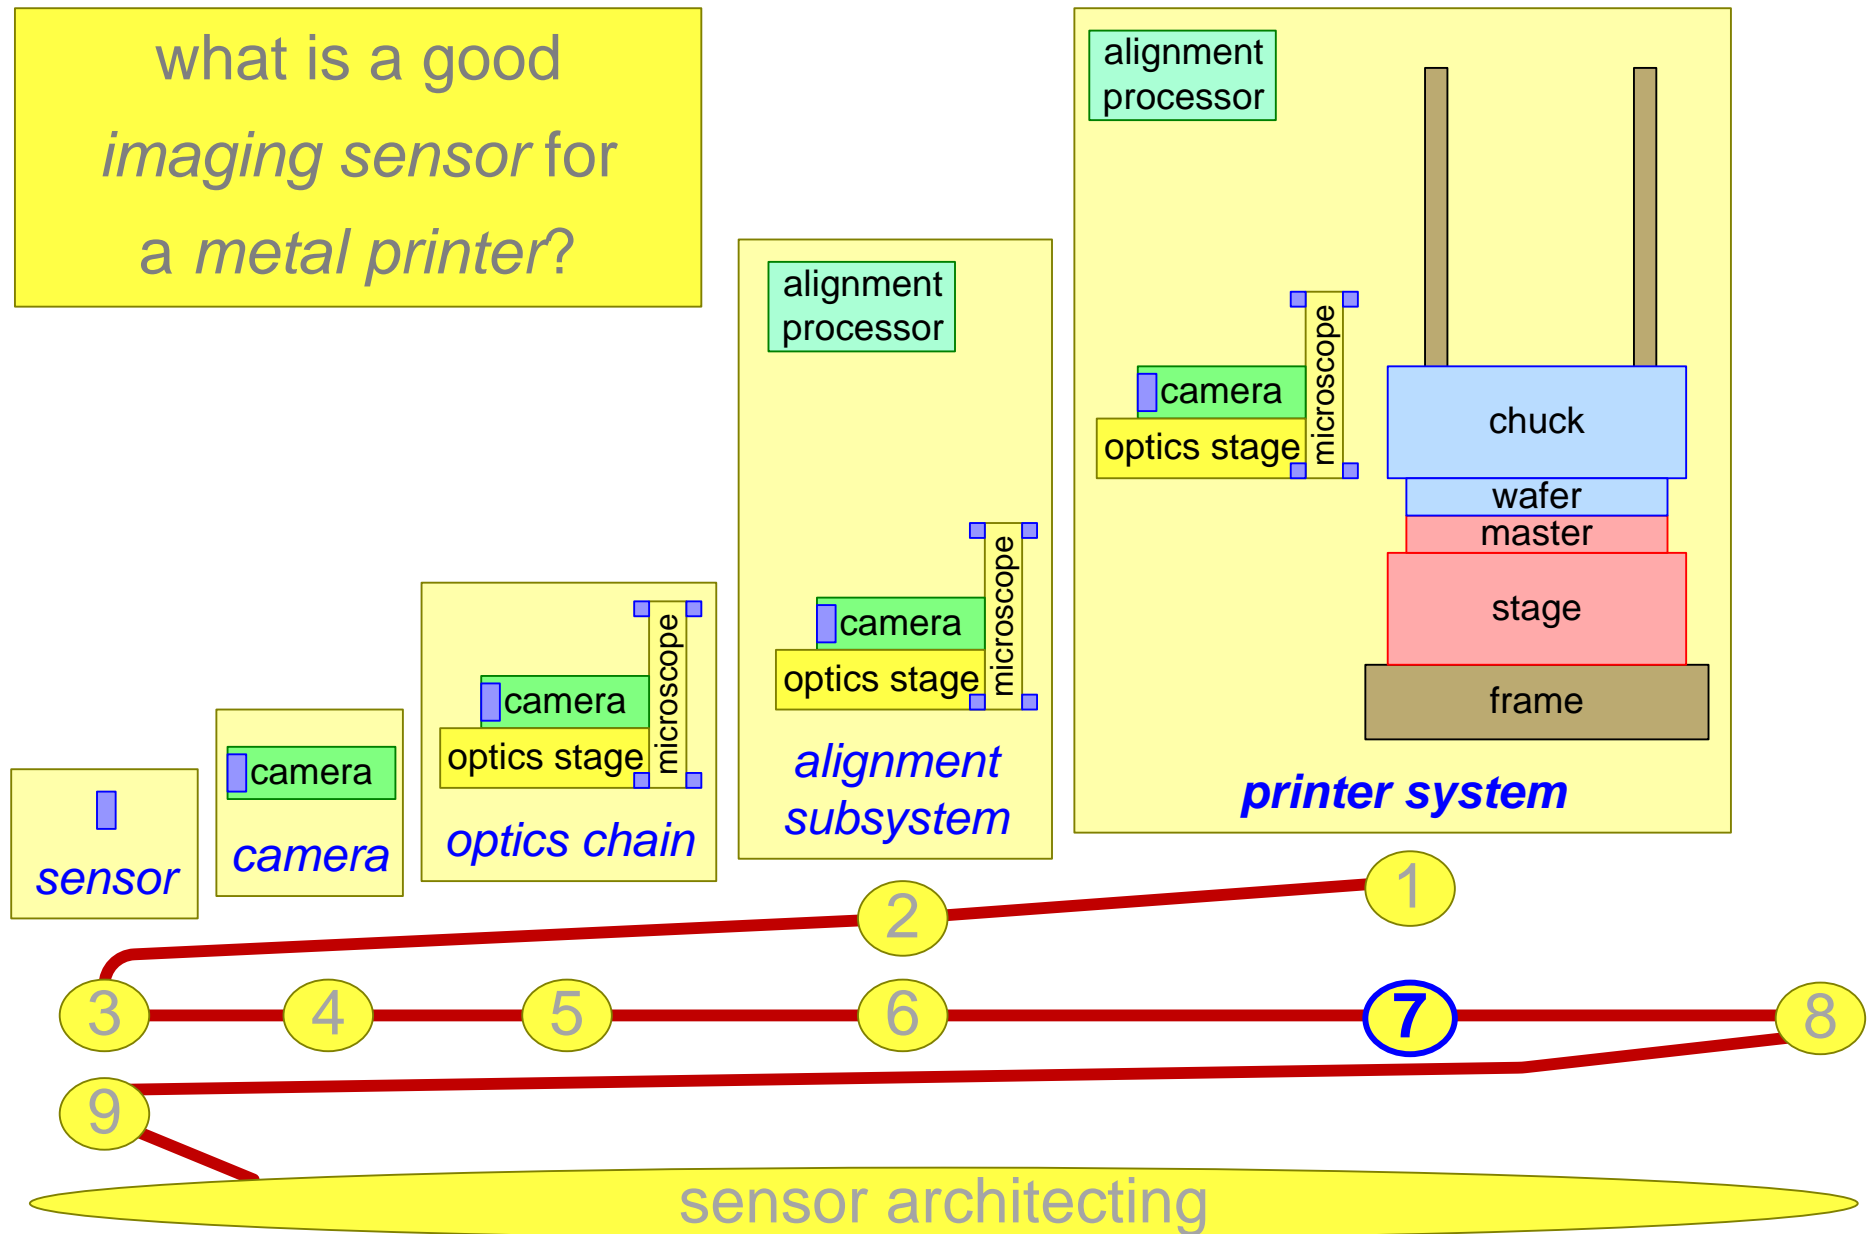 what is a good
imaging sensor for
a metal printer?
sensor
camera
camera
camera
optics stage
microscope
optics chain
alignment
processor
camera
optics stage
microscope
alignment
subsystem
alignment
processor
camera
optics stage
microscope
chuck
wafer
master
stage
frame
printer system
1
2
3
4
5
6
7
8
9
sensor architecting